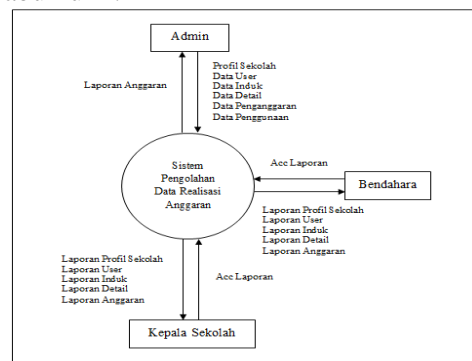 Admin
Laporan Anggaran
Profil Sekolah
Data User
Data Induk
Data Detail
Data Penganggaran
Data Penggunaan
Sistem
Pengolahan
Data Realisasi
Anggaran
Acc Laporan
Bendahara
Laporan Profil Sekolah
Laporan User
Laporan Induk
Laporan Detail
Laporan Anggaran
Laporan Profil Sekolah
Laporan User
Laporan Induk
Laporan Detail
Laporan Anggaran
Acc Laporan
Kepala Sekolah